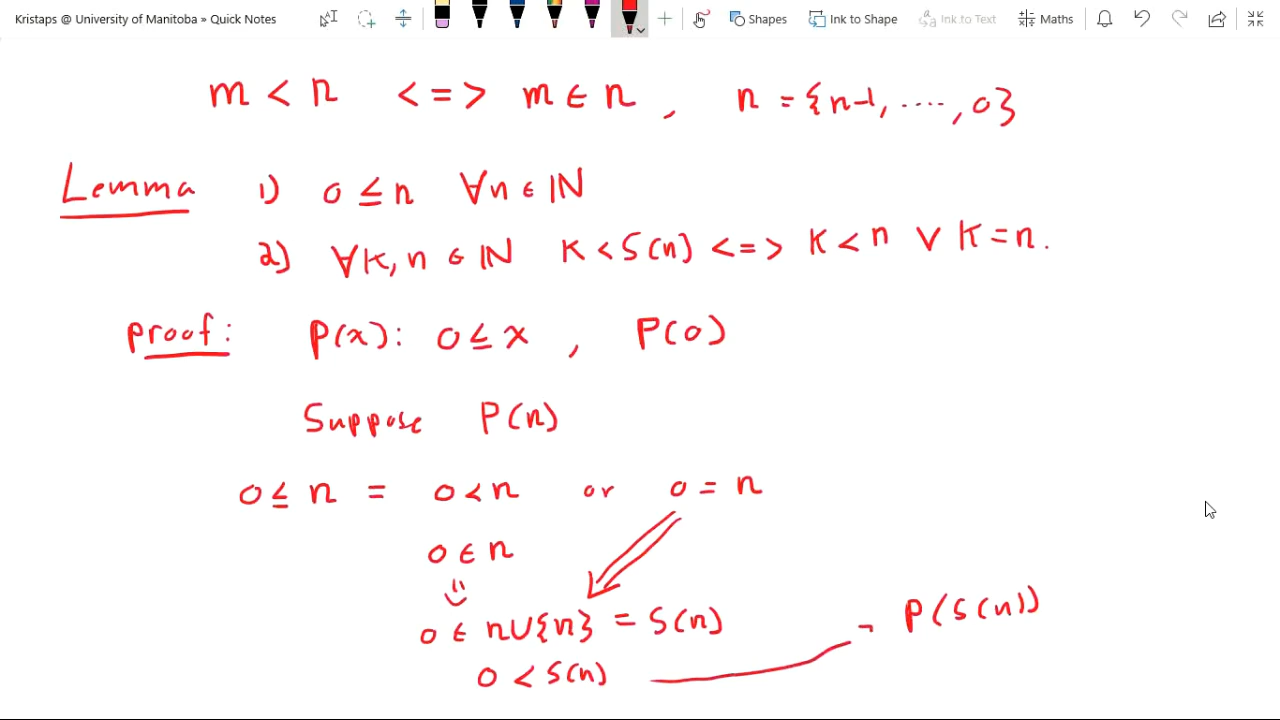 Kristaps @ University of Manitoba » Quick Notes Shapes Ink to Shape Ink to Text Maths
m < n <=> m ∈ n , n = {n-1, ...., 0}
Lemma 1) 0 ≤ n ∀n ∈ ℕ
2) ∀k, n ∈ ℕ k < S(n) <=> k < n ∨ k = n.
proof: P(x): 0 ≤ x , P(0)
Suppose P(n)
0 ≤ n = 0 < n or 0 = n
0 ∈ n
0 ∈ n∪{n} = S(n) P(S(n))
0 < S(n)